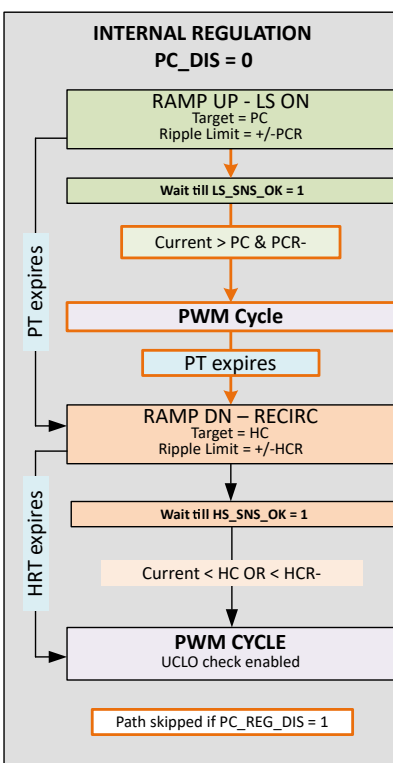 INTERNAL REGULATION
PC_DIS = 0
RAMP UP - LS ON
Target = PC
Ripple Limit = +/-PCR
Wait till LS_SNS_OK = 1
Current > PC & PCR-
PT expires
PWM Cycle
PT expires
RAMP DN – RECIRC
Target = HC
Ripple Limit = +/-HCR
Wait till HS_SNS_OK = 1
HRT expires
Current < HC OR < HCR-
PWM CYCLE
UCLO check enabled
Path skipped if PC_REG_DIS = 1